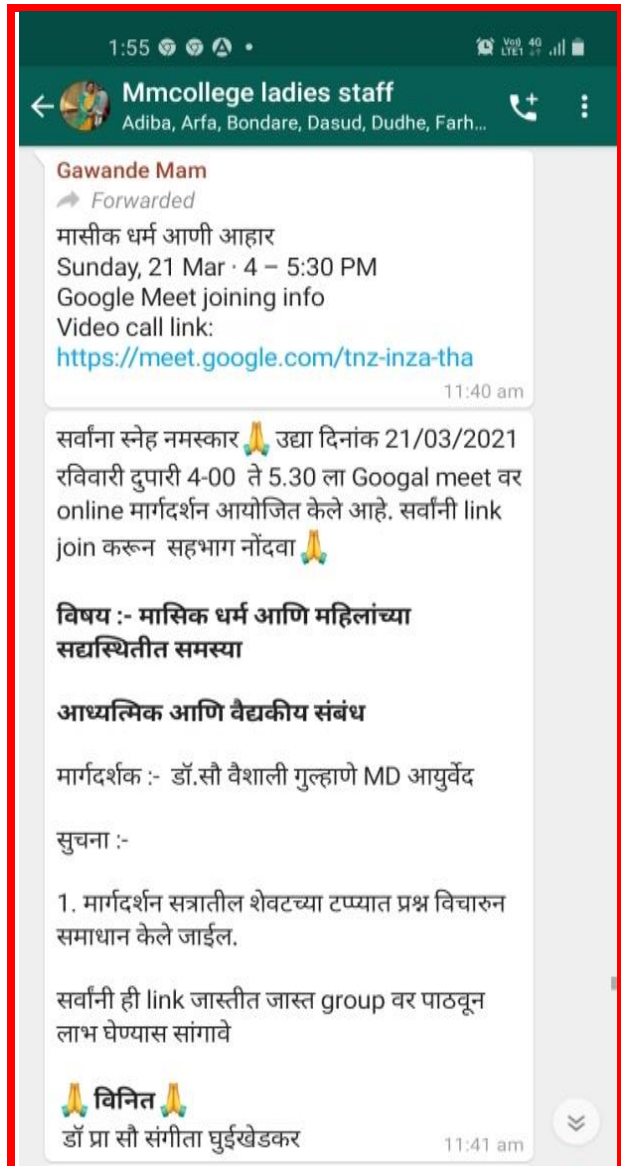 1:55
Vo)) 4G
LTE1
Mmcollege ladies staff
Adiba, Arfa, Bondare, Dasud, Dudhe, Farh...
Gawande Mam
Forwarded
मासीक धर्म आणी आहार
Sunday, 21 Mar · 4 – 5:30 PM
Google Meet joining info
Video call link:
https://meet.google.com/tnz-inza-tha
11:40 am
सर्वांना स्नेह नमस्कार🙏 उद्या दिनांक 21/03/2021
रविवारी दुपारी 4-00 ते 5.30 ला Googal meet वर
online मार्गदर्शन आयोजित केले आहे. सर्वांनी link
join करून सहभाग नोंदवा🙏
विषय :- मासिक धर्म आणि महिलांच्या
सद्यस्थितीत समस्या
आध्यत्मिक आणि वैद्यकीय संबंध
मार्गदर्शक :- डॉ.सौ वैशाली गुल्हाणे MD आयुर्वेद
सुचना :-
1. मार्गदर्शन सत्रातील शेवटच्या टप्प्यात प्रश्न विचारुन
समाधान केले जाईल.
सर्वांनी ही link जास्तीत जास्त group वर पाठवून
लाभ घेण्यास सांगावे
🙏 विनित🙏
डॉ प्रा सौ संगीता घुईखेडकर
11:41 am